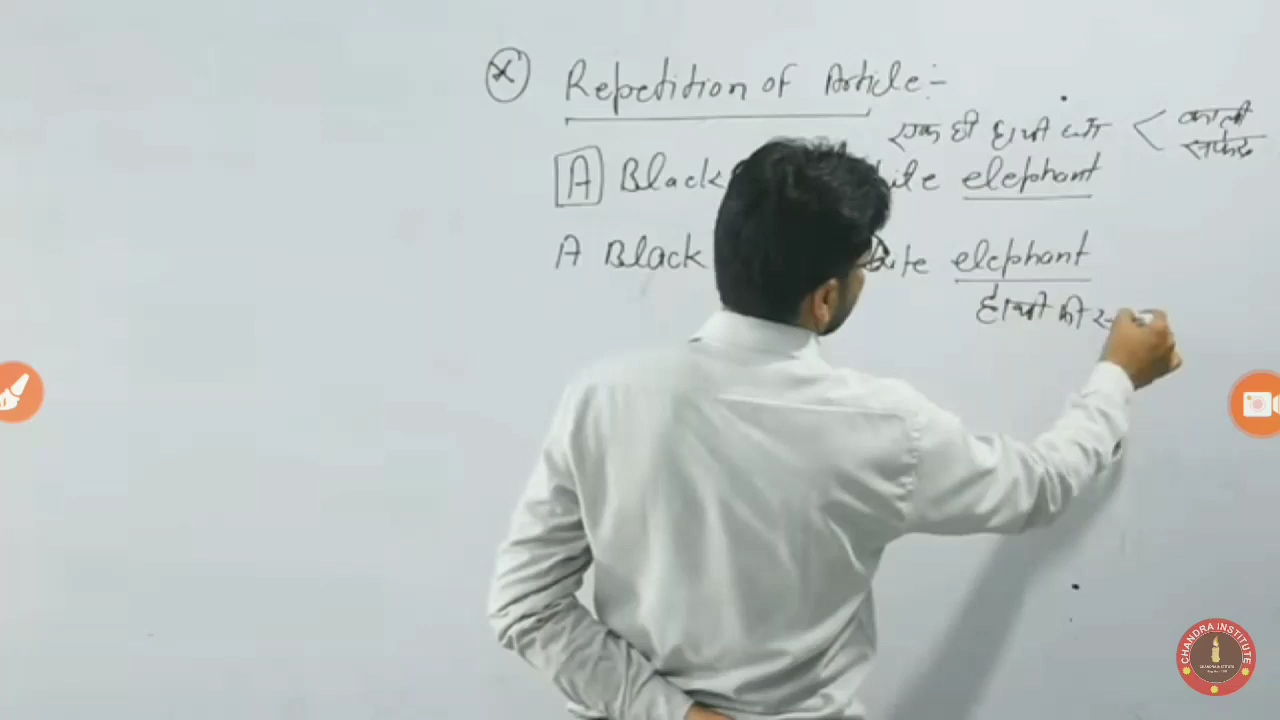 Repetition of Article:-
एक ही हाथी
काली
सफेद
A Black ite elephant
A Black ite elephant
हाथी की
CHANDRA INSTITUTE